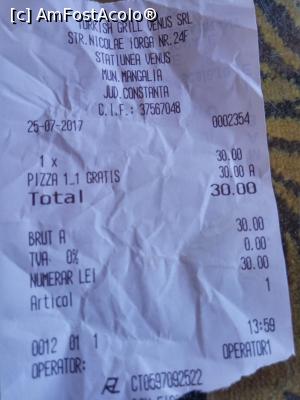 [c] AmFostAcolo®
TURKISH GRILL VENUS SRL
STR.NICOLAE IORGA NR.24F
STATIUNEA VENUS
MUN.MANGALIA
JUD.CONSTANTA
C.I.F.: 37567048
25-07-2017 0002354
1 x 30.00
PIZZA 1_1 GRATIS 30.00 A
Total 30.00
BRUT A 30.00
TVA 0% 0.00
NUMERAR LEI 30.00
Articol 1
0012 01 1 13:59
OPERATOR: OPERATOR1
CT0597092522